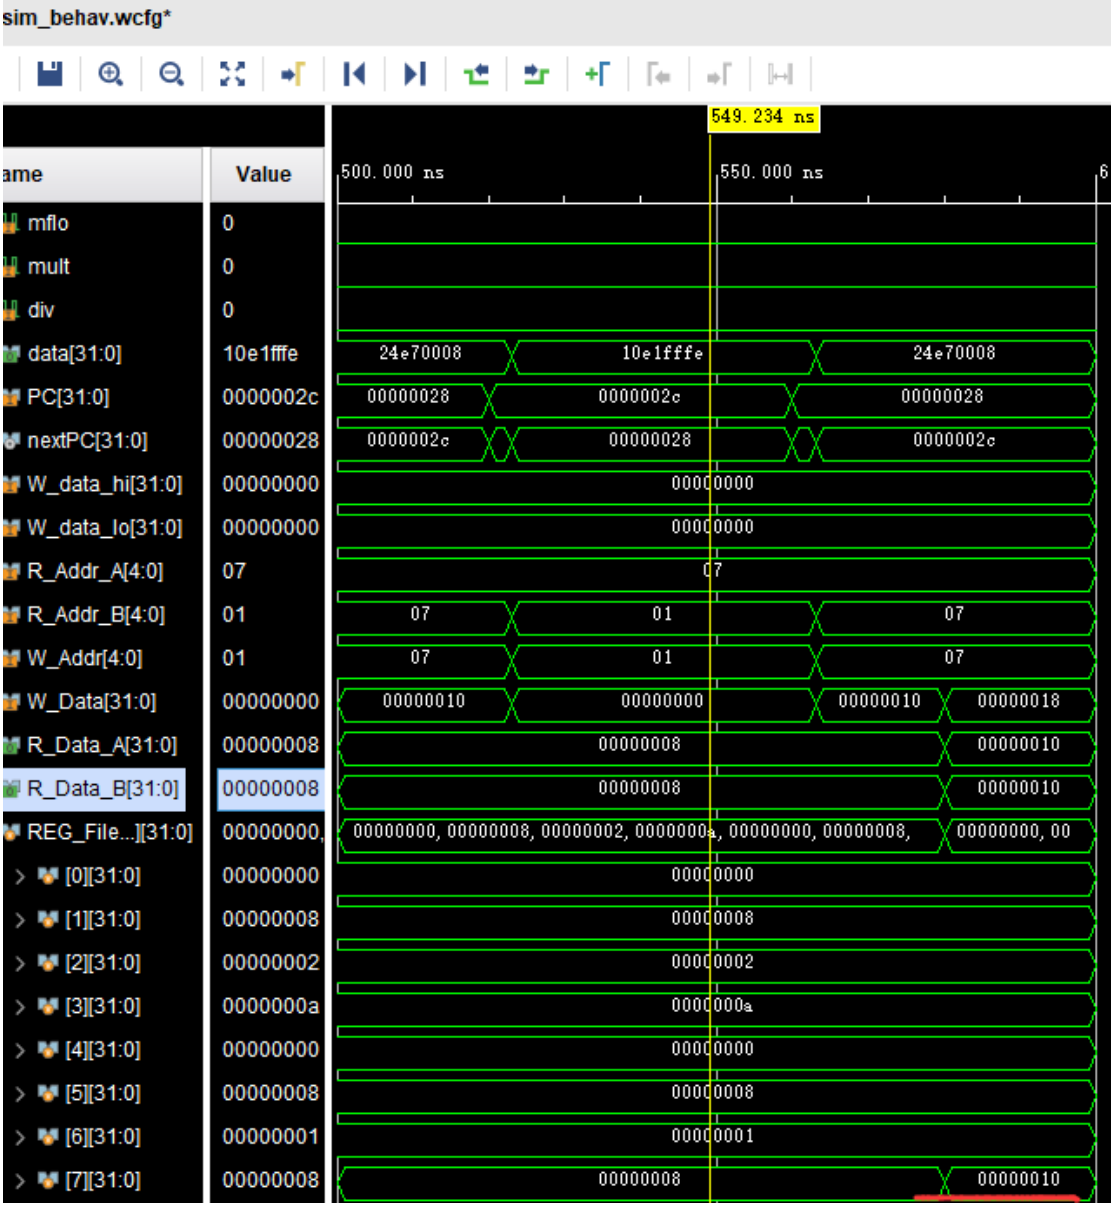 sim_behav.wcfg*
549.234 ns
ame Value 500.000 ns 550.000 ns 6
mflo 0
mult 0
div 0
data[31:0] 10e1fffe 24e70008 10e1fffe 24e70008
PC[31:0] 0000002c 00000028 0000002c 00000028
nextPC[31:0] 00000028 0000002c 00000028 0000002c
W_data_hi[31:0] 00000000 00000000
W_data_lo[31:0] 00000000 00000000
R_Addr_A[4:0] 07 07
R_Addr_B[4:0] 01 07 01 07
W_Addr[4:0] 01 07 01 07
W_Data[31:0] 00000000 00000010 00000000 00000010 00000018
R_Data_A[31:0] 00000008 00000008 00000010
R_Data_B[31:0] 00000008 00000008 00000010
REG_File...][31:0] 00000000, 00000000, 00000008, 00000002, 0000000a, 00000000, 00000008, 00000000, 00
> [0][31:0] 00000000 00000000
> [1][31:0] 00000008 00000008
> [2][31:0] 00000002 00000002
> [3][31:0] 0000000a 0000000a
> [4][31:0] 00000000 00000000
> [5][31:0] 00000008 00000008
> [6][31:0] 00000001 00000001
> [7][31:0] 00000008 00000008 00000010